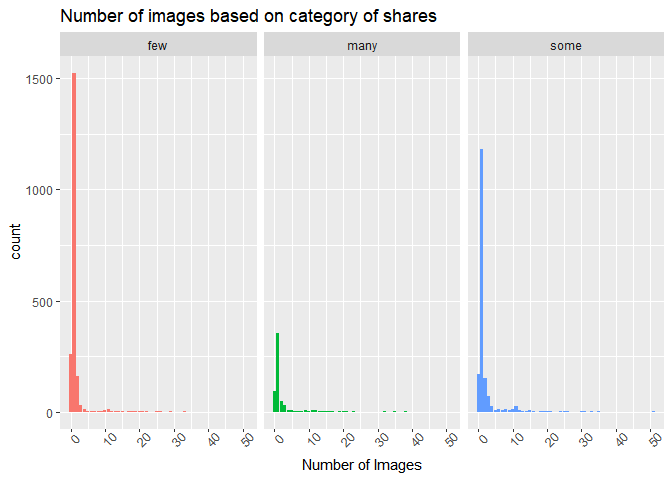 Number of images based on category of shares
few
many
some
1500
1000
500
0
count
0 10 20 30 40 50
0 10 20 30 40 50
0 10 20 30 40 50
Number of Images